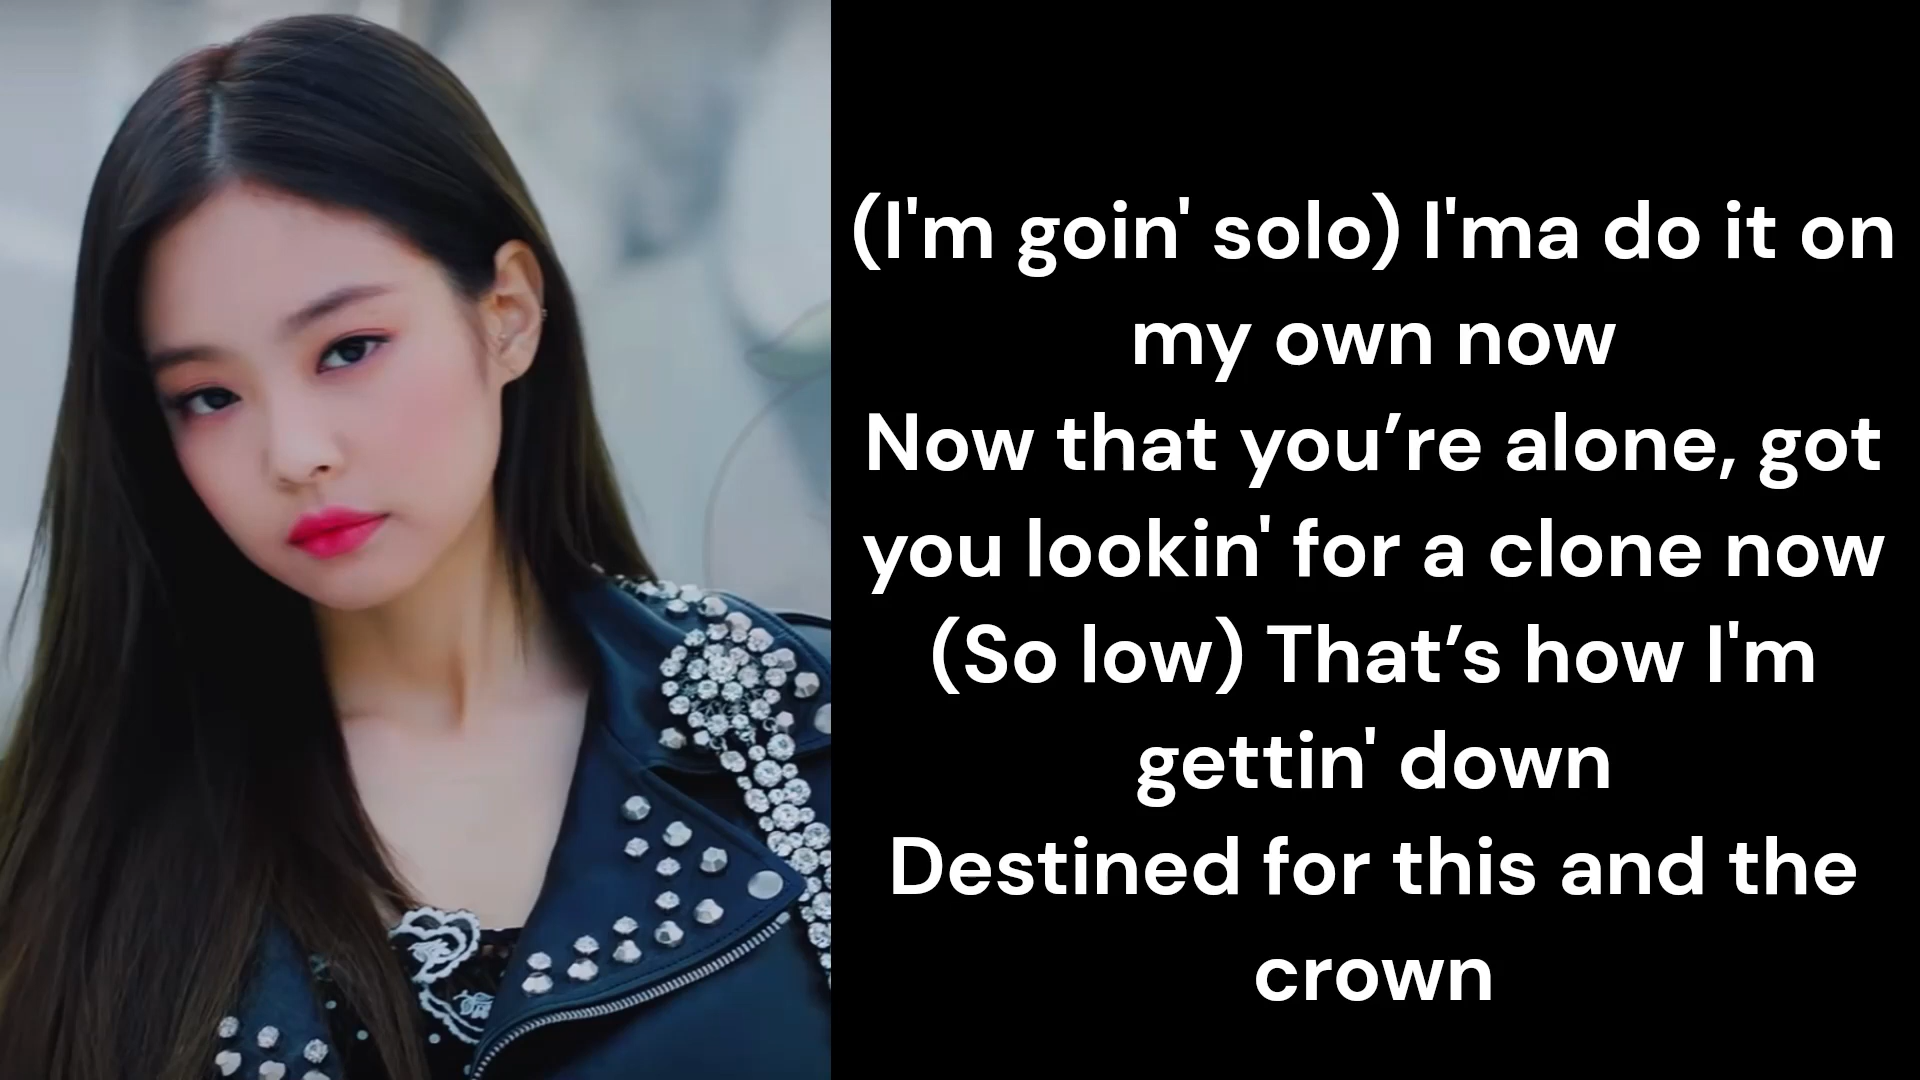 (I'm goin' solo) I'ma do it on
my own now
Now that you’re alone, got
you lookin' for a clone now
(So low) That’s how I'm
gettin' down
Destined for this and the
crown